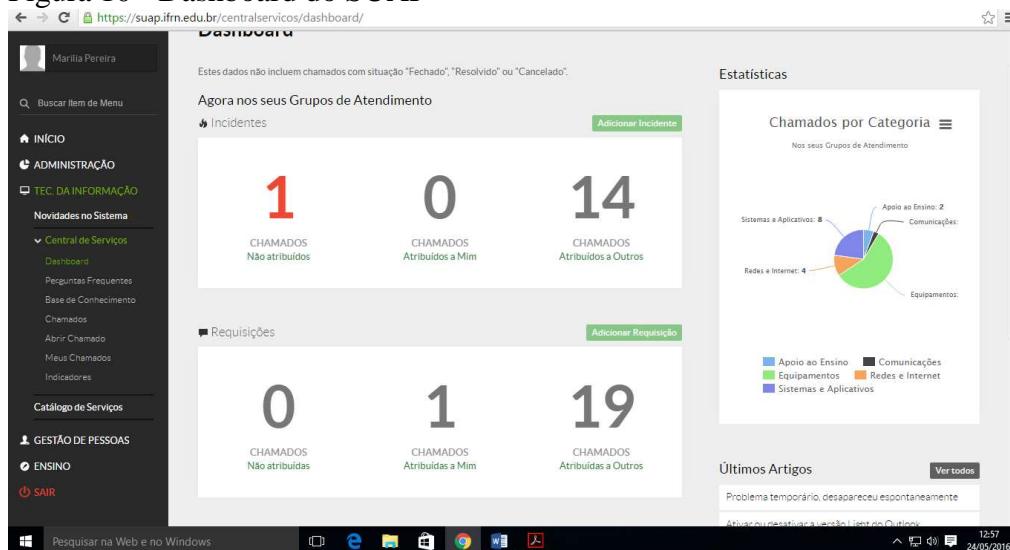 Figura 10 - Dashboard do SUAP
https://suap.ifrn.edu.br/centralservicos/dashboard/
Marilia Pereira
Buscar Item de Menu
INÍCIO
ADMINISTRAÇÃO
TEC. DA INFORMAÇÃO
Novidades no Sistema
Central de Serviços
Dashboard
Perguntas Frequentes
Base de Conhecimento
Chamados
Abrir Chamado
Meus Chamados
Indicadores
Catálogo de Serviços
GESTÃO DE PESSOAS
ENSINO
SAIR
Dashboard
Estes dados não incluem chamados com situação "Fechado", "Resolvido" ou "Cancelado".
Agora nos seus Grupos de Atendimento
Incidentes
Adicionar Incidente
1 0 14
CHAMADOS CHAMADOS CHAMADOS
Não atribuídos Atribuídos a Mim Atribuídos a Outros
Requisições
Adicionar Requisição
0 1 19
CHAMADOS CHAMADOS CHAMADOS
Não atribuídas Atribuídas a Mim Atribuídas a Outros
Estatísticas
Chamados por Categoria
Nos seus Grupos de Atendimento
Apoio ao Ensino: 2
Sistemas e Aplicativos: 8
Comunicações:
Redes e Internet: 4
Equipamentos:
Apoio ao Ensino Comunicações
Equipamentos Redes e Internet
Sistemas e Aplicativos
Últimos Artigos
Ver todos
Problema temporário, desapareceu espontaneamente
Ativar ou desativar a versão Light do Outlook
Pesquisar na Web e no Windows
12:57
24/05/2016